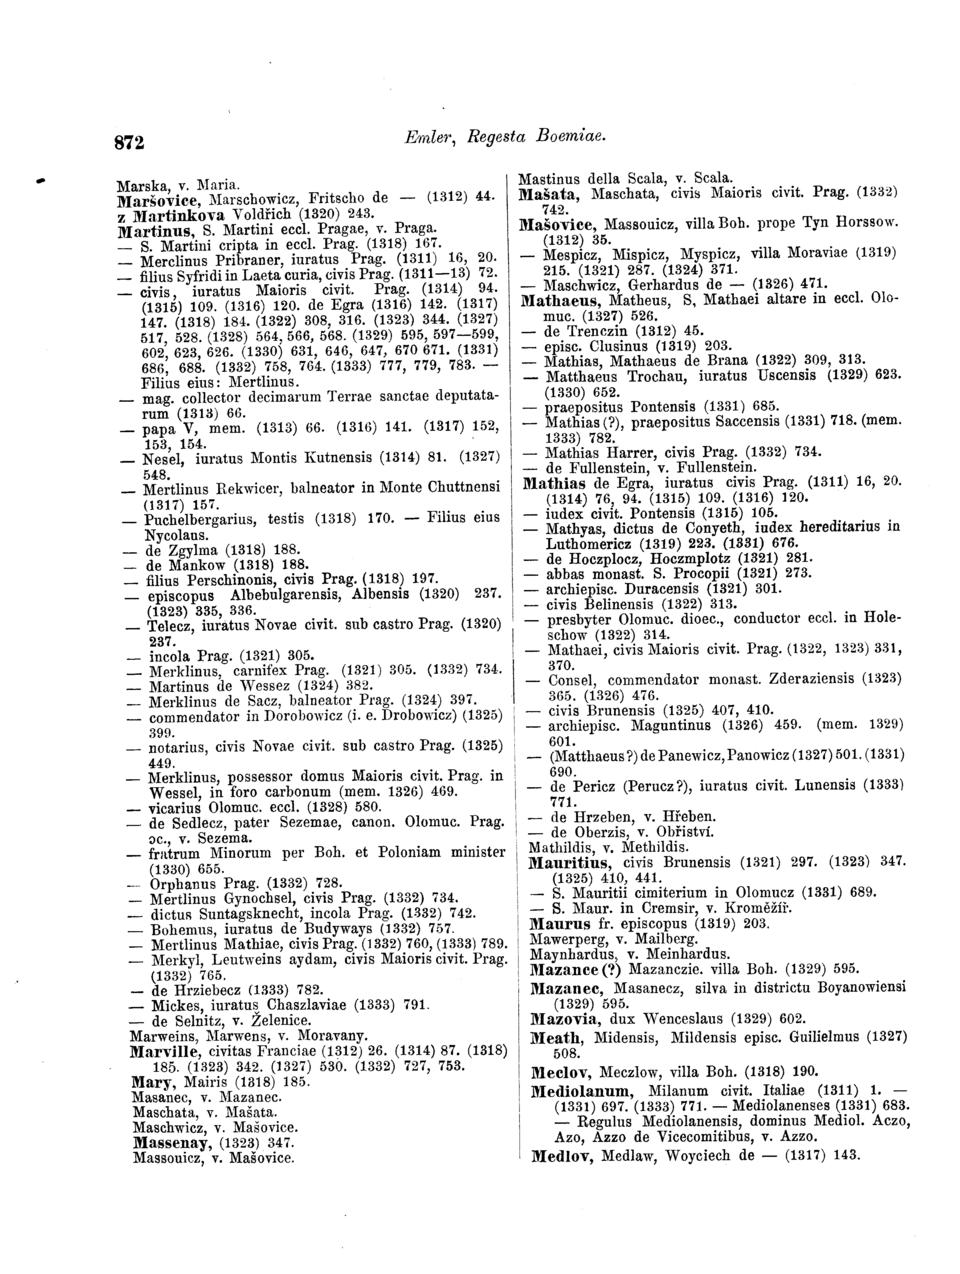 872
Emler, Regesta Boemiae.
Marska, v. Maria.
Maršovice, Marschowicz, Fritscho de — (1312) 44.
z Martinkova Voldřich (1320) 243.
Martinus, S. Martini eccl. Pragae, v. Praga.
— S. Martini cripta in eccl. Prag. (1318) 167.
— Merclinus Pribraner, iuratus Prag. (1311) 16, 20.
— filius Syfridi in Laeta curia, civis Prag. (1311—13) 72.
— civis, iuratus Maioris civit. Prag. (1314) 94.
(1315) 109. (1316) 120. de Egra (1316) 142. (1317)
147. (1318) 184. (1322) 308, 316. (1323) 344. (1327)
517, 528. (1328) 564, 566, 568. (1329) 595, 597—599,
602, 623, 626. (1330) 631, 646, 647, 670 671. (1331)
686, 688. (1332) 758, 764. (1333) 777, 779, 783. —
Filius eius: Mertlinus.
— mag. collector decimarum Terrae sanctae deputata-
rum (1313) 66.
— papa V, mem. (1313) 66. (1316) 141. (1317) 152,
153, 154.
— Nesel, iuratus Montis Kutnensis (1314) 81. (1327)
548.
— Mertlinus Rekwicer, balneator in Monte Chuttnensi
(1317) 157.
— Puchelbergarius, testis (1318) 170. — Filius eius
Nycolaus.
— de Zgylma (1318) 188.
— de Mankow (1318) 188.
— filius Perschinonis, civis Prag. (1318) 197.
— episcopus Albebulgarensis, Albensis (1320) 237.
(1323) 335, 336.
— Telecz, iuratus Novae civit. sub castro Prag. (1320)
237.
— incola Prag. (1321) 305.
— Merklinus, carnifex Prag. (1321) 305. (1332) 734.
— Martinus de Wessez (1324) 382.
— Merklinus de Sacz, balneator Prag. (1324) 397.
— commendator in Dorobowicz (i. e. Drobowicz) (1325)
399.
— notarius, civis Novae civit. sub castro Prag. (1325)
449.
— Merklinus, possessor domus Maioris civit. Prag. in
Wessel, in foro carbonum (mem. 1326) 469.
— vicarius Olomuc. eccl. (1328) 580.
— de Sedlecz, pater Sezemae, canon. Olomuc. Prag.
oc., v. Sezema.
— fratrum Minorum per Boh. et Poloniam minister
(1330) 655.
— Orphanus Prag. (1332) 728.
— Mertlinus Gynochsel, civis Prag. (1332) 734.
— dictus Suntagsknecht, incola Prag. (1332) 742.
— Bohemus, iuratus de Budyways (1332) 757.
— Mertlinus Mathiae, civis Prag. (1332) 760, (1333) 789.
— Merkyl, Leutweins aydam, civis Maioris civit. Prag.
(1332) 765.
— de Hrziebecz (1333) 782.
— Mickes, iuratus Chaszlaviae (1333) 791.
— de Selnitz, v. Želenice.
Marweins, Marwens, v. Moravany.
Marville, civitas Franciae (1312) 26. (1314) 87. (1318)
185. (1323) 342. (1327) 530. (1332) 727, 753.
Mary, Mairis (1318) 185.
Masanec, v. Mazanec.
Maschata, v. Mašata.
Maschwicz, v. Mašovice.
Massenay, (1323) 347.
Massouicz, v. Mašovice.
Mastinus della Scala, v. Scala.
Mašata, Maschata, civis Maioris civit. Prag. (1332)
742.
Mašovice, Massouicz, villa Boh. prope Tyn Horssow.
(1312) 35.
— Mespicz, Mispicz, Myspicz, villa Moraviae (1319)
215. (1321) 287. (1324) 371.
— Maschwicz, Gerhardus de — (1326) 471.
Mathaeus, Matheus, S, Mathaei altare in eccl. Olo-
muc. (1327) 526.
— de Trenczin (1312) 45.
— episc. Clusinus (1319) 203.
— Mathias, Mathaeus de Brana (1322) 309, 313.
— Matthaeus Trochau, iuratus Uscensis (1329) 623.
(1330) 652.
— praepositus Pontensis (1331) 685.
— Mathias (?), praepositus Saccensis (1331) 718. (mem.
1333) 782.
— Mathias Harrer, civis Prag. (1332) 734.
— de Fullenstein, v. Fullenstein.
Mathias de Egra, iuratus civis Prag. (1311) 16, 20.
(1314) 76, 94. (1315) 109. (1316) 120.
— iudex civit. Pontensis (1315) 105.
— Mathyas, dictus de Conyeth, iudex hereditarius in
Luthomericz (1319) 223. (1331) 676.
— de Hoczplocz, Hoczmplotz (1321) 281.
— abbas monast. S. Procopii (1321) 273.
— archiepisc. Duracensis (1321) 301.
— civis Belinensis (1322) 313.
— presbyter Olomuc. dioec., conductor eccl. in Hole-
schow (1322) 314.
— Mathaei, civis Maioris civit. Prag. (1322, 1323) 331,
370.
— Consel, commendator monast. Zderaziensis (1323)
365. (1326) 476.
— civis Brunensis (1325) 407, 410.
— archiepisc. Maguntinus (1326) 459. (mem. 1329)
601.
— (Matthaeus?) de Panewicz, Panowicz (1327) 501. (1331)
690.
— de Pericz (Perucz?), iuratus civit. Lunensis (1333)
771.
— de Hrzeben, v. Hřeben.
— de Oberzis, v. Obřiství.
Mathildis, v. Methildis.
Mauritius, civis Brunensis (1321) 297. (1323) 347.
(1325) 410, 441.
— S. Mauritii cimiterium in Olomucz (1331) 689.
— S. Maur. in Cremsir, v. Kroměžíř.
Maurus fr. episcopus (1319) 203.
Mawerperg, v. Mailberg.
Maynhardus, v. Meinhardus.
Mazance (?) Mazanczie. villa Boh. (1329) 595.
Mazanec, Masanecz, silva in districtu Boyanowiensi
(1329) 595.
Mazovia, dux Wenceslaus (1329) 602.
Meath, Midensis, Mildensis episc. Guilielmus (1327)
508.
Meclov, Meczlow, villa Boh. (1318) 190.
Mediolanum, Milanum civit. Italiae (1311) 1. —
(1331) 697. (1333) 771. — Mediolanenses (1331) 683.
— Regulus Mediolanensis, dominus Mediol. Aczo,
Azo, Azzo de Vicecomitibus, v. Azzo.
Medlov, Medlaw, Woyciech de — (1317) 143.